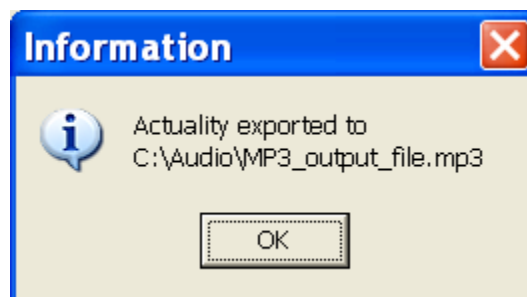 Information
Actuality exported to
C:\Audio\MP3_output_file.mp3
OK